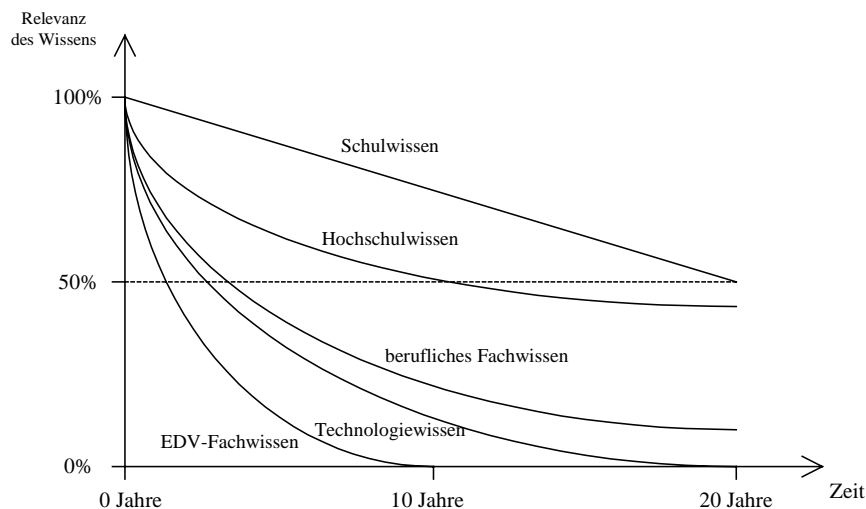 Relevanz
des Wissens
100%
Schulwissen
Hochschulwissen
50%
berufliches Fachwissen
Technologiewissen
EDV-Fachwissen
0%
0 Jahre
10 Jahre
20 Jahre
Zeit